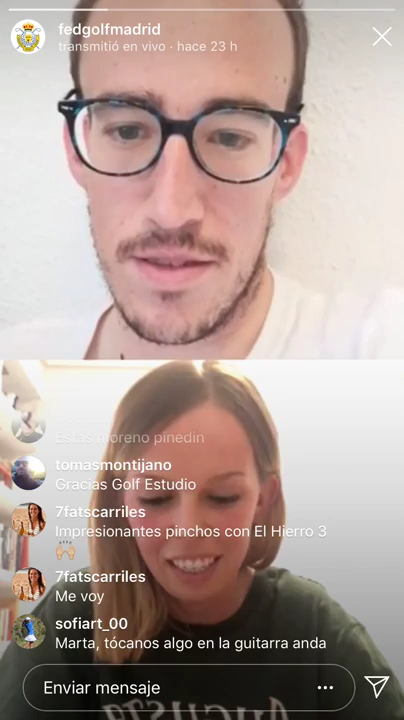 fedgolfmadrid
transmitió en vivo · hace 23 h
Estás moreno pinedin
tomasmontijano
Gracias Golf Estudio
7fatscarriles
Impresionantes pinchos con El Hierro 3
🙌🏼
7fatscarriles
Me voy
sofiart_00
Marta, tócanos algo en la guitarra anda
Enviar mensaje